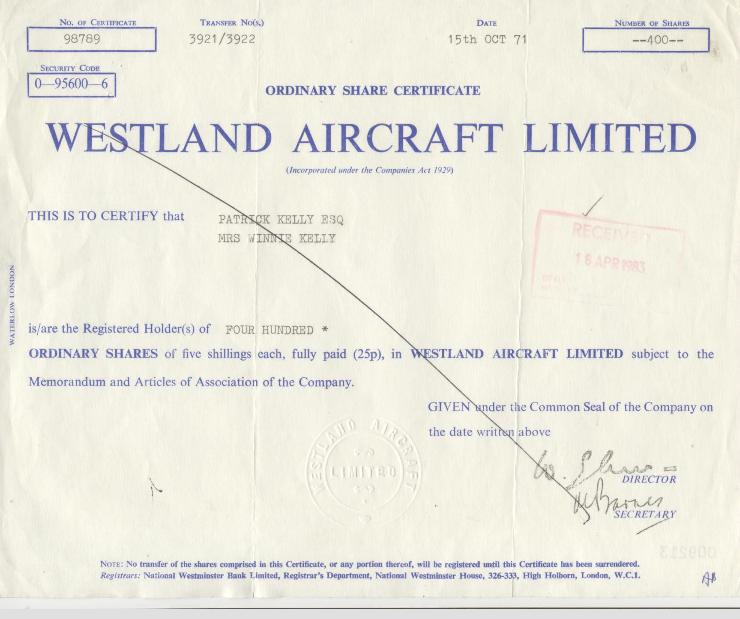 No. of Certificate
98789
Transfer No(s.)
3921/3922
Date
15th OCT 71
Number of Shares
--400--
Security Code
0—95600—6
ORDINARY SHARE CERTIFICATE
WESTLAND AIRCRAFT LIMITED
(Incorporated under the Companies Act 1929)
THIS IS TO CERTIFY that
PATRICK KELLY ESQ
MRS WINNIE KELLY
RECEIVED
18 APR 1983
WATERLOW LONDON
is/are the Registered Holder(s) of FOUR HUNDRED *
ORDINARY SHARES of five shillings each, fully paid (25p), in WESTLAND AIRCRAFT LIMITED subject to the
Memorandum and Articles of Association of the Company.
GIVEN under the Common Seal of the Company on
the date written above
WESTLAND AIRCRAFT
LIMITED
DIRECTOR
Barnes
SECRETARY
009213
Note: No transfer of the shares comprised in this Certificate, or any portion thereof, will be registered until this Certificate has been surrendered.
Registrars: National Westminster Bank Limited, Registrar's Department, National Westminster House, 326-333, High Holborn, London, W.C.1.